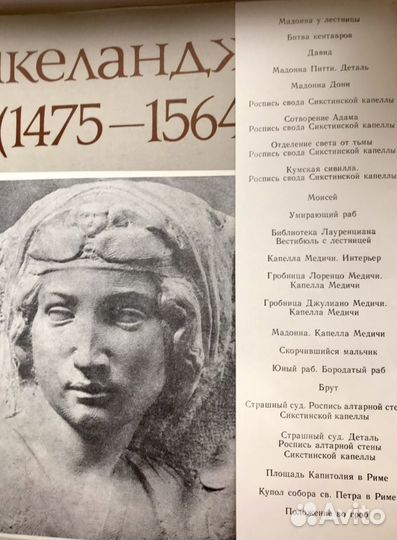 икеландж
(1475—1564
Мадонна у лестницы
Битва кентавров
Давид
Мадонна Питти. Деталь
Мадонна Дони
Роспись свода Сикстинской капеллы
Сотворение Адама
Роспись свода Сикстинской капеллы
Отделение света от тьмы
Роспись свода Сикстинской капеллы
Кумская сивилла.
Роспись свода Сикстинской капеллы
Моисей
Умирающий раб
Библиотека Лауренциана
Вестибюль с лестницей
Капелла Медичи. Интерьер
Гробница Лоренцо Медичи.
Капелла Медичи
Гробница Джулиано Медичи.
Капелла Медичи
Мадонна. Капелла Медичи
Скорчившийся мальчик
Юный раб. Бородатый раб
Брут
Страшный суд. Роспись алтарной стены
Сикстинской капеллы
Страшный суд. Деталь
Роспись алтарной стены
Сикстинской капеллы
Площадь Капитолия в Риме
Купол собора св. Петра в Риме
Положение во гроб
Avito